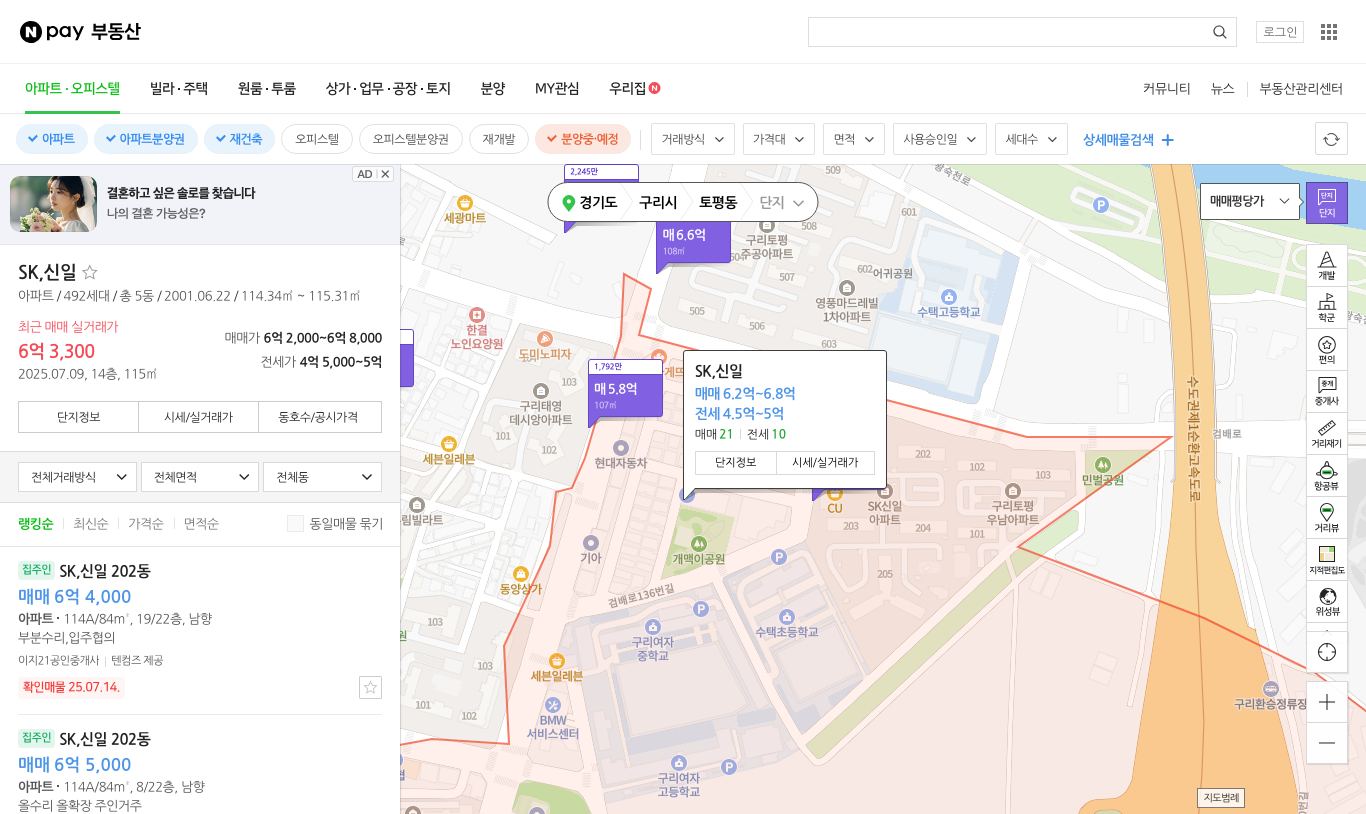 N pay 부동산
로그인
아파트·오피스텔
빌라·주택
원룸·투룸
상가·업무·공장·토지
분양
MY관심
우리집 N
커뮤니티
뉴스
부동산관리센터
아파트
아파트분양권
재건축
오피스텔
오피스텔분양권
재개발
분양중·예정
거래방식
가격대
면적
사용승인일
세대수
상세매물검색
결혼하고 싶은 솔로를 찾습니다
나의 결혼 가능성은?
AD
SK,신일
아파트 / 492세대 / 총 5동 / 2001.06.22 / 114.34㎡ ~ 115.31㎡
최근 매매 실거래가
6억 3,300
2025.07.09, 14층, 115㎡
매매가 6억 2,000~6억 8,000
전세가 4억 5,000~5억
단지정보
시세/실거래가
동호수/공시가격
전체거래방식
전체면적
전체동
랭킹순
최신순
가격순
면적순
동일매물 묶기
집주인 SK,신일 202동
매매 6억 4,000
아파트 · 114A/84㎡, 19/22층, 남향
부분수리,입주협의
이지21공인중개사
텐컴즈 제공
확인매물 25.07.14.
집주인 SK,신일 202동
매매 6억 5,000
아파트 · 114A/84㎡, 8/22층, 남향
올수리 올확장 주인거주
2,245만
경기도
구리시
토평동
단지
매 6.6억
108㎡
매매평당가
단지
단지
개발
학군
편의
중개
중개사
거리재기
항공뷰
거리뷰
지적편집도
위성뷰
세광마트
509
508
504
507
구리토평
주공아파트
601
602
어귀공원
왕숙천로
P
한결
노인요양원
도미노피자
영풍마드레빌
1차아파트
수택고등학교
505
506
603
1,792만
매 5.8억
107㎡
103
구리태영
데시앙아파트
101
102
세븐일레븐
현대자동차
SK,신일
매매 6.2억~6.8억
전세 4.5억~5억
매매 21
전세 10
단지정보
시세/실거래가
수도권제1순환고속도로
검배로
민벌공원
202
201
103
CU
SK신일
아파트
구리토평
우남아파트
102
203
204
101
205
림빌라트
기아
개맥이공원
동양상가
검배로136번길
P
P
구리여자
중학교
수택초등학교
103
103
세븐일레븐
101
102
BMW
서비스센터
구리여자
고등학교
P
구리환승정류장
지도범례